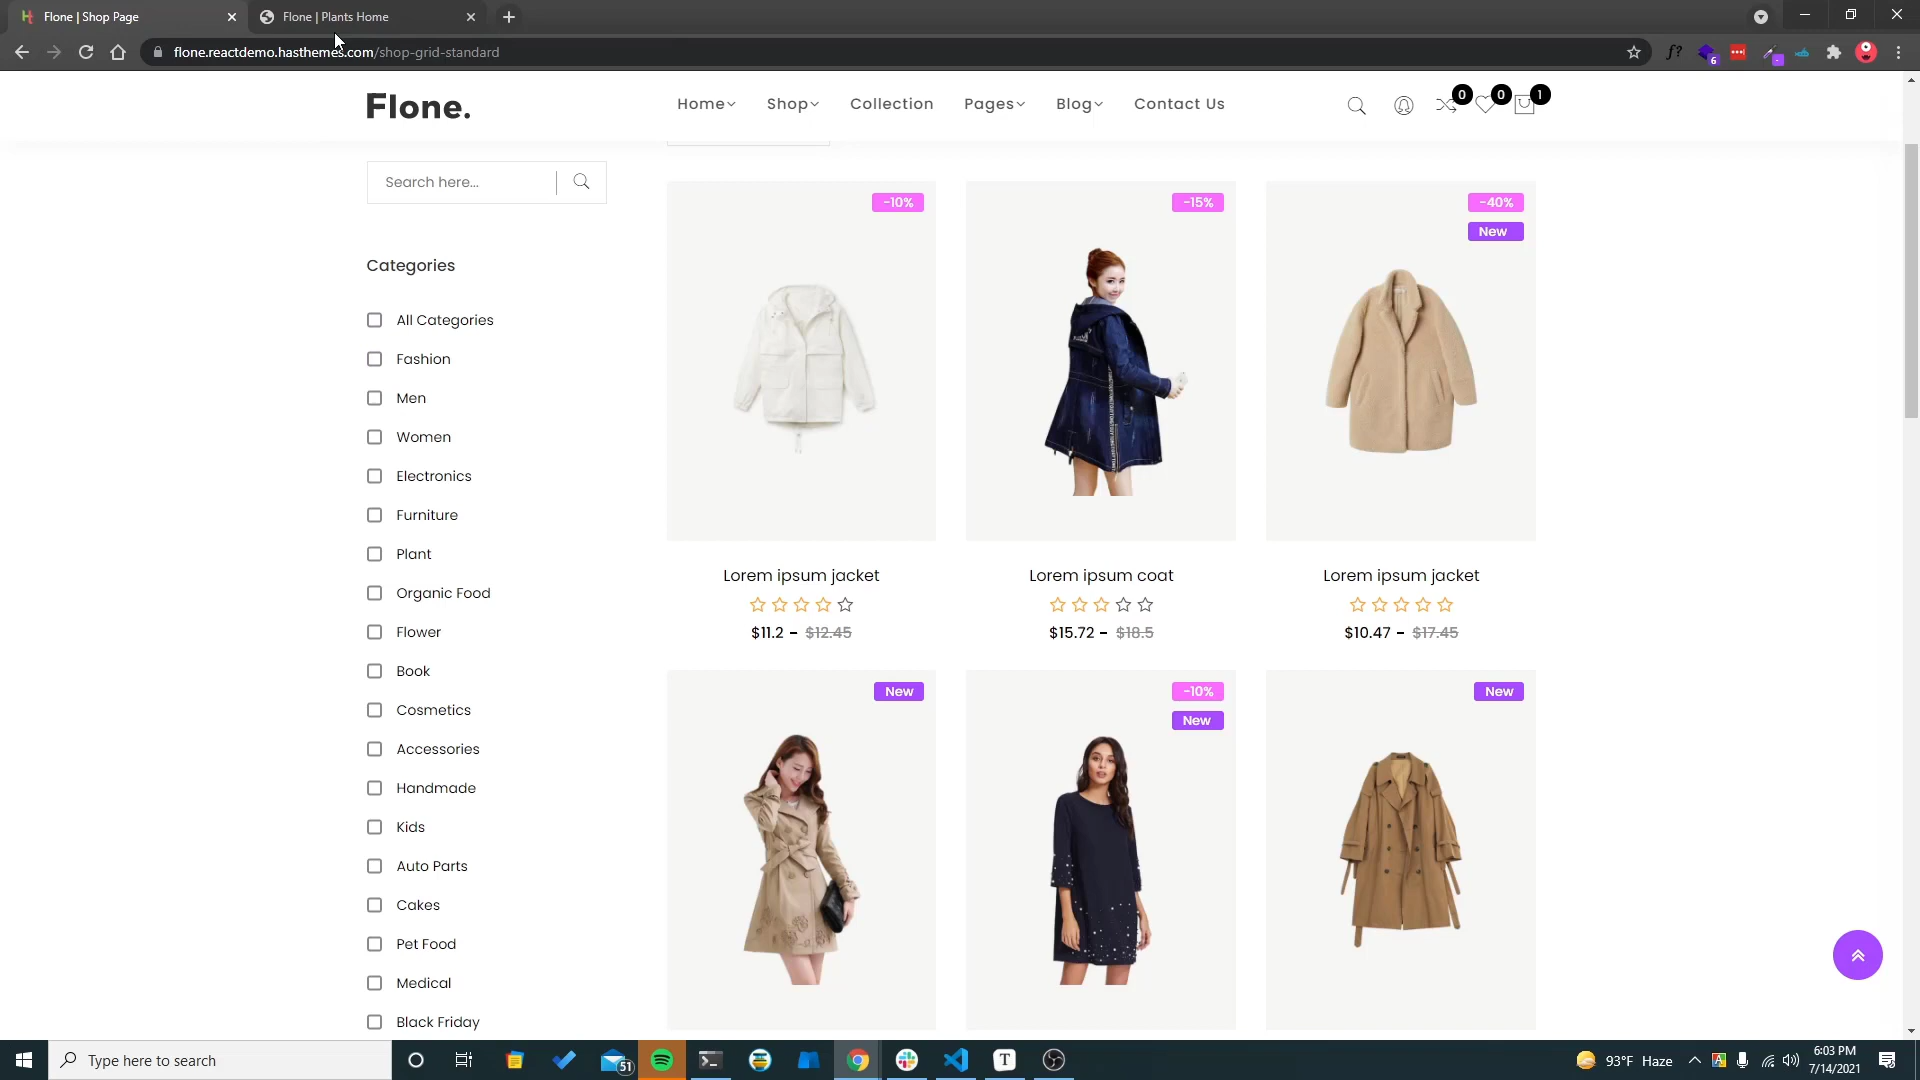 Flone | Shop Page
Flone | Plants Home
flone.reactdemo.hasthemes.com/shop-grid-standard
f?
6
Flone.
Home
Shop
Collection
Pages
Blog
Contact Us
0
0
1
Search here...
Categories
All Categories
Fashion
Men
Women
Electronics
Furniture
Plant
Organic Food
Flower
Book
Cosmetics
Accessories
Handmade
Kids
Auto Parts
Cakes
Pet Food
Medical
Black Friday
-10%
-15%
-40%
New
Lorem ipsum jacket
Lorem ipsum coat
Lorem ipsum jacket
$11.2 - $12.45
$15.72 - $18.5
$10.47 - $17.45
New
-10%
New
New
Type here to search
51
T
93°F Haze
A
6:03 PM
7/14/2021